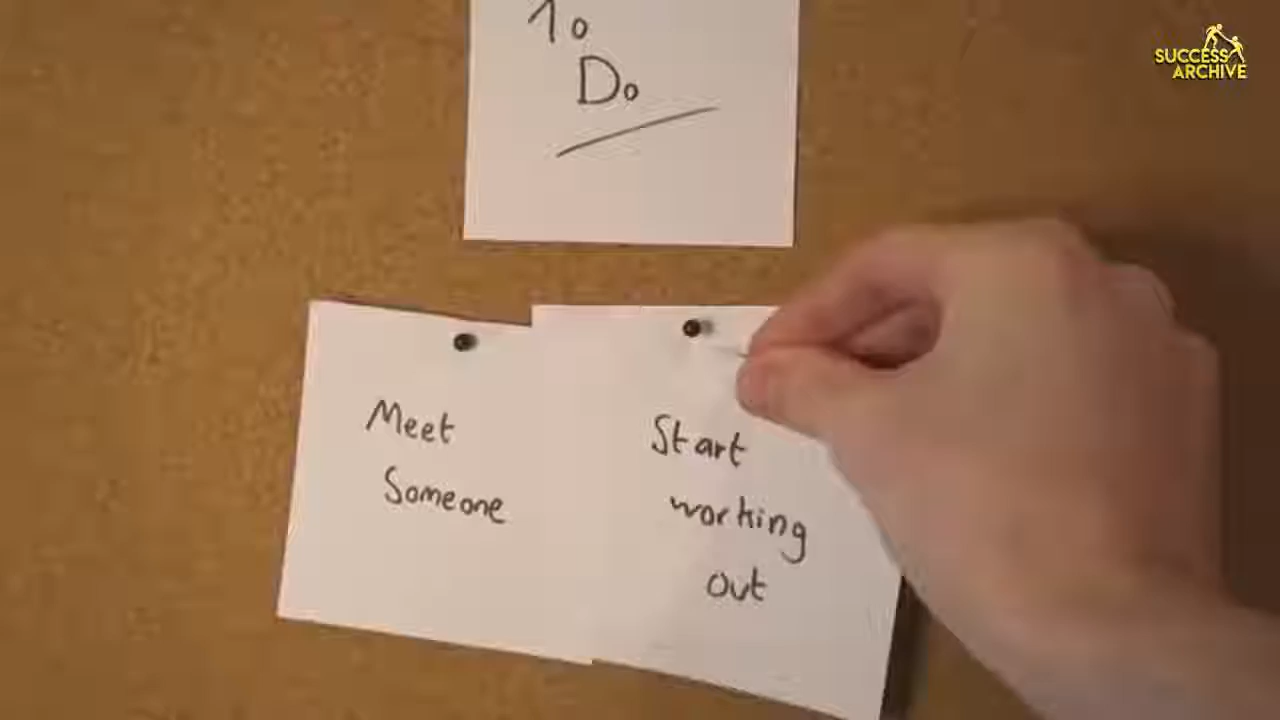 To
Do
SUCCESS
ARCHIVE
Meet
Someone
Start
working
out